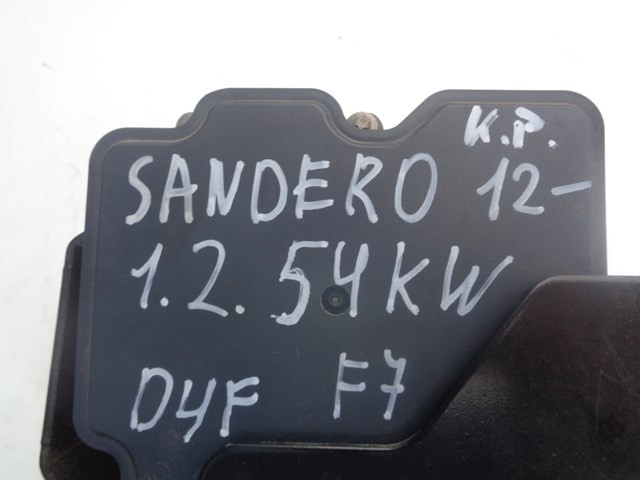 K.P.
SANDERO 12-
1.2. 54KW
D4F F7